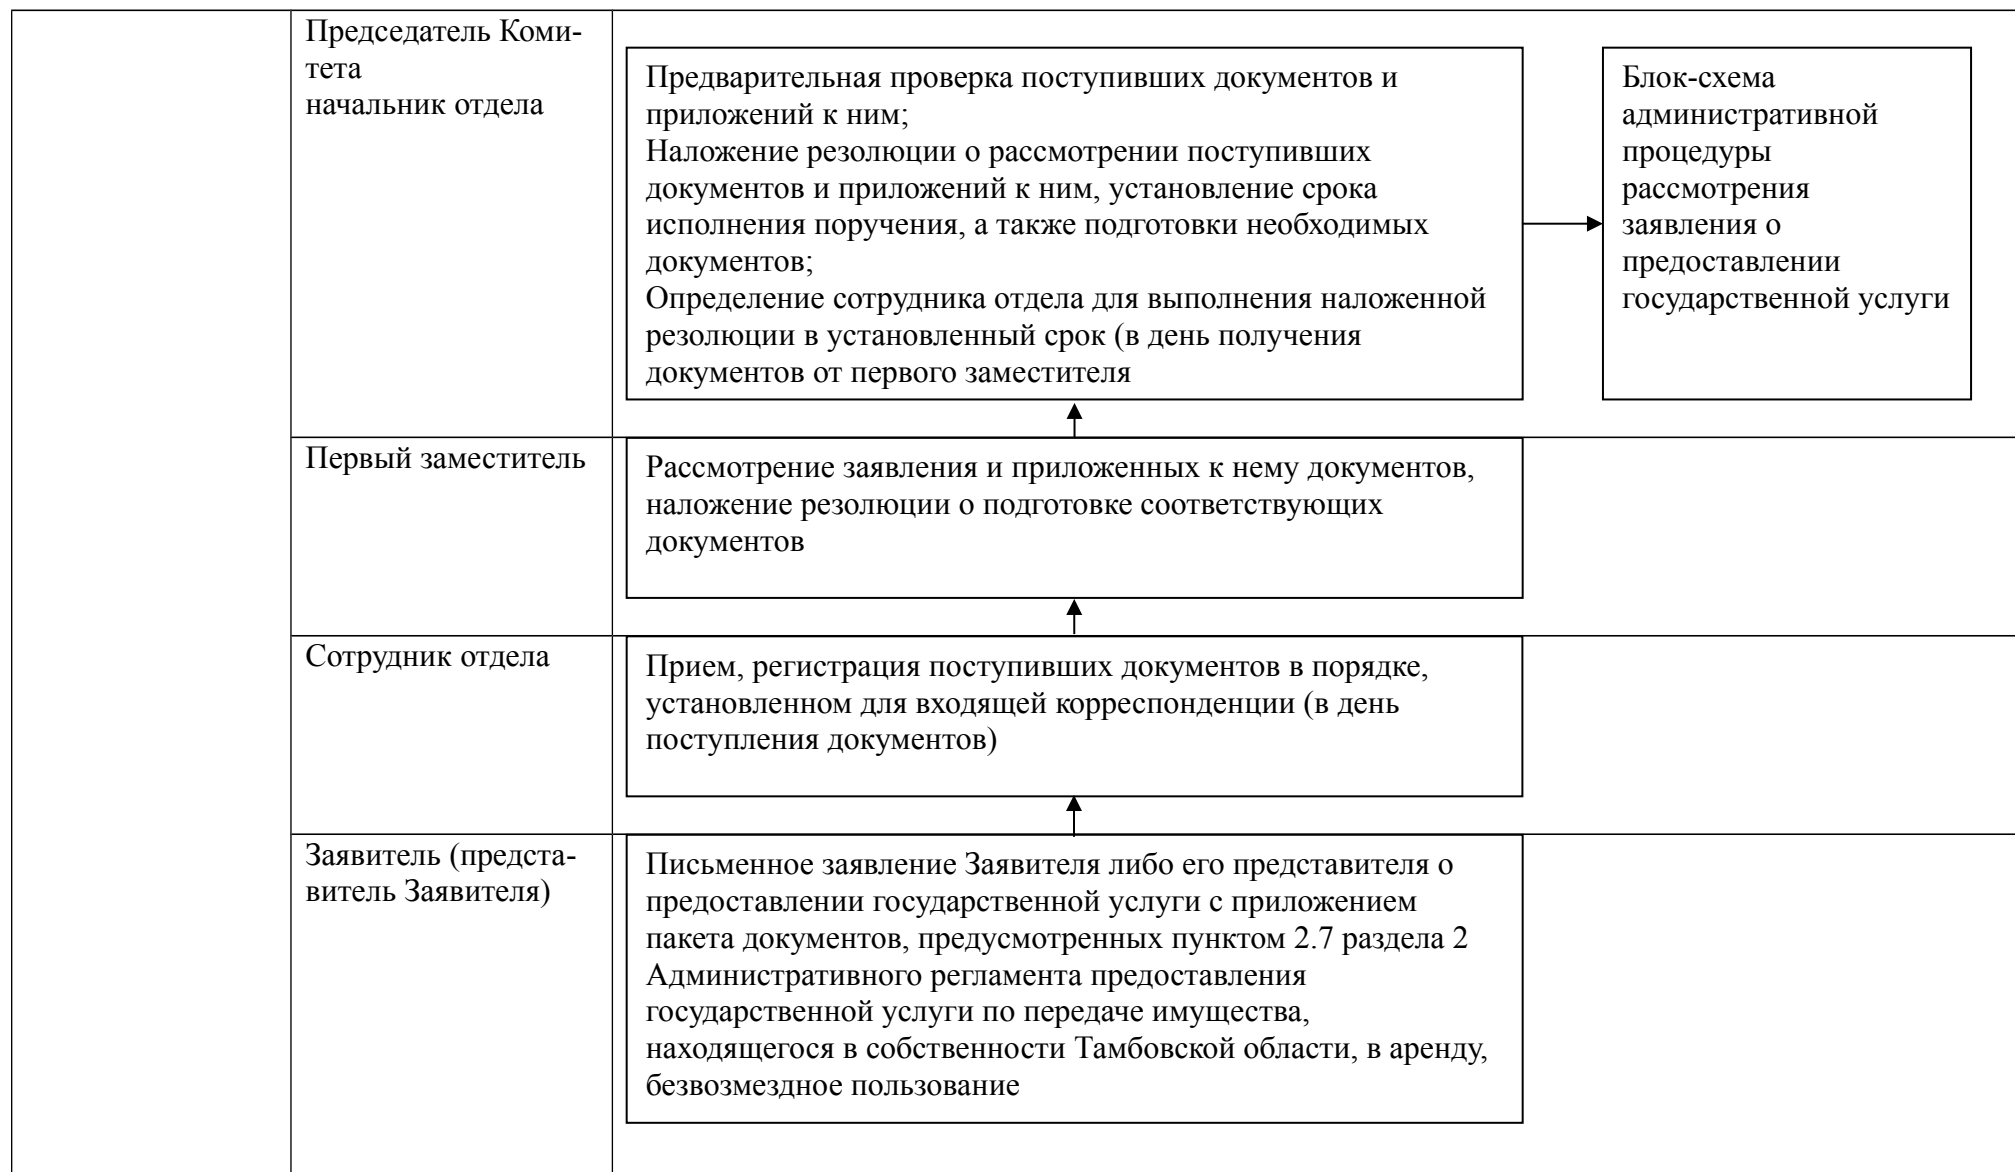 Председатель Коми-
тета
начальник отдела
Предварительная проверка поступивших документов и
приложений к ним;
Наложение резолюции о рассмотрении поступивших
документов и приложений к ним, установление срока
исполнения поручения, а также подготовки необходимых
документов;
Определение сотрудника отдела для выполнения наложенной
резолюции в установленный срок (в день получения
документов от первого заместителя
Блок-схема
административной
процедуры
рассмотрения
заявления о
предоставлении
государственной услуги
Первый заместитель
Рассмотрение заявления и приложенных к нему документов,
наложение резолюции о подготовке соответствующих
документов
Сотрудник отдела
Прием, регистрация поступивших документов в порядке,
установленном для входящей корреспонденции (в день
поступления документов)
Заявитель (предста-
витель Заявителя)
Письменное заявление Заявителя либо его представителя о
предоставлении государственной услуги с приложением
пакета документов, предусмотренных пунктом 2.7 раздела 2
Административного регламента предоставления
государственной услуги по передаче имущества,
находящегося в собственности Тамбовской области, в аренду,
безвозмездное пользование